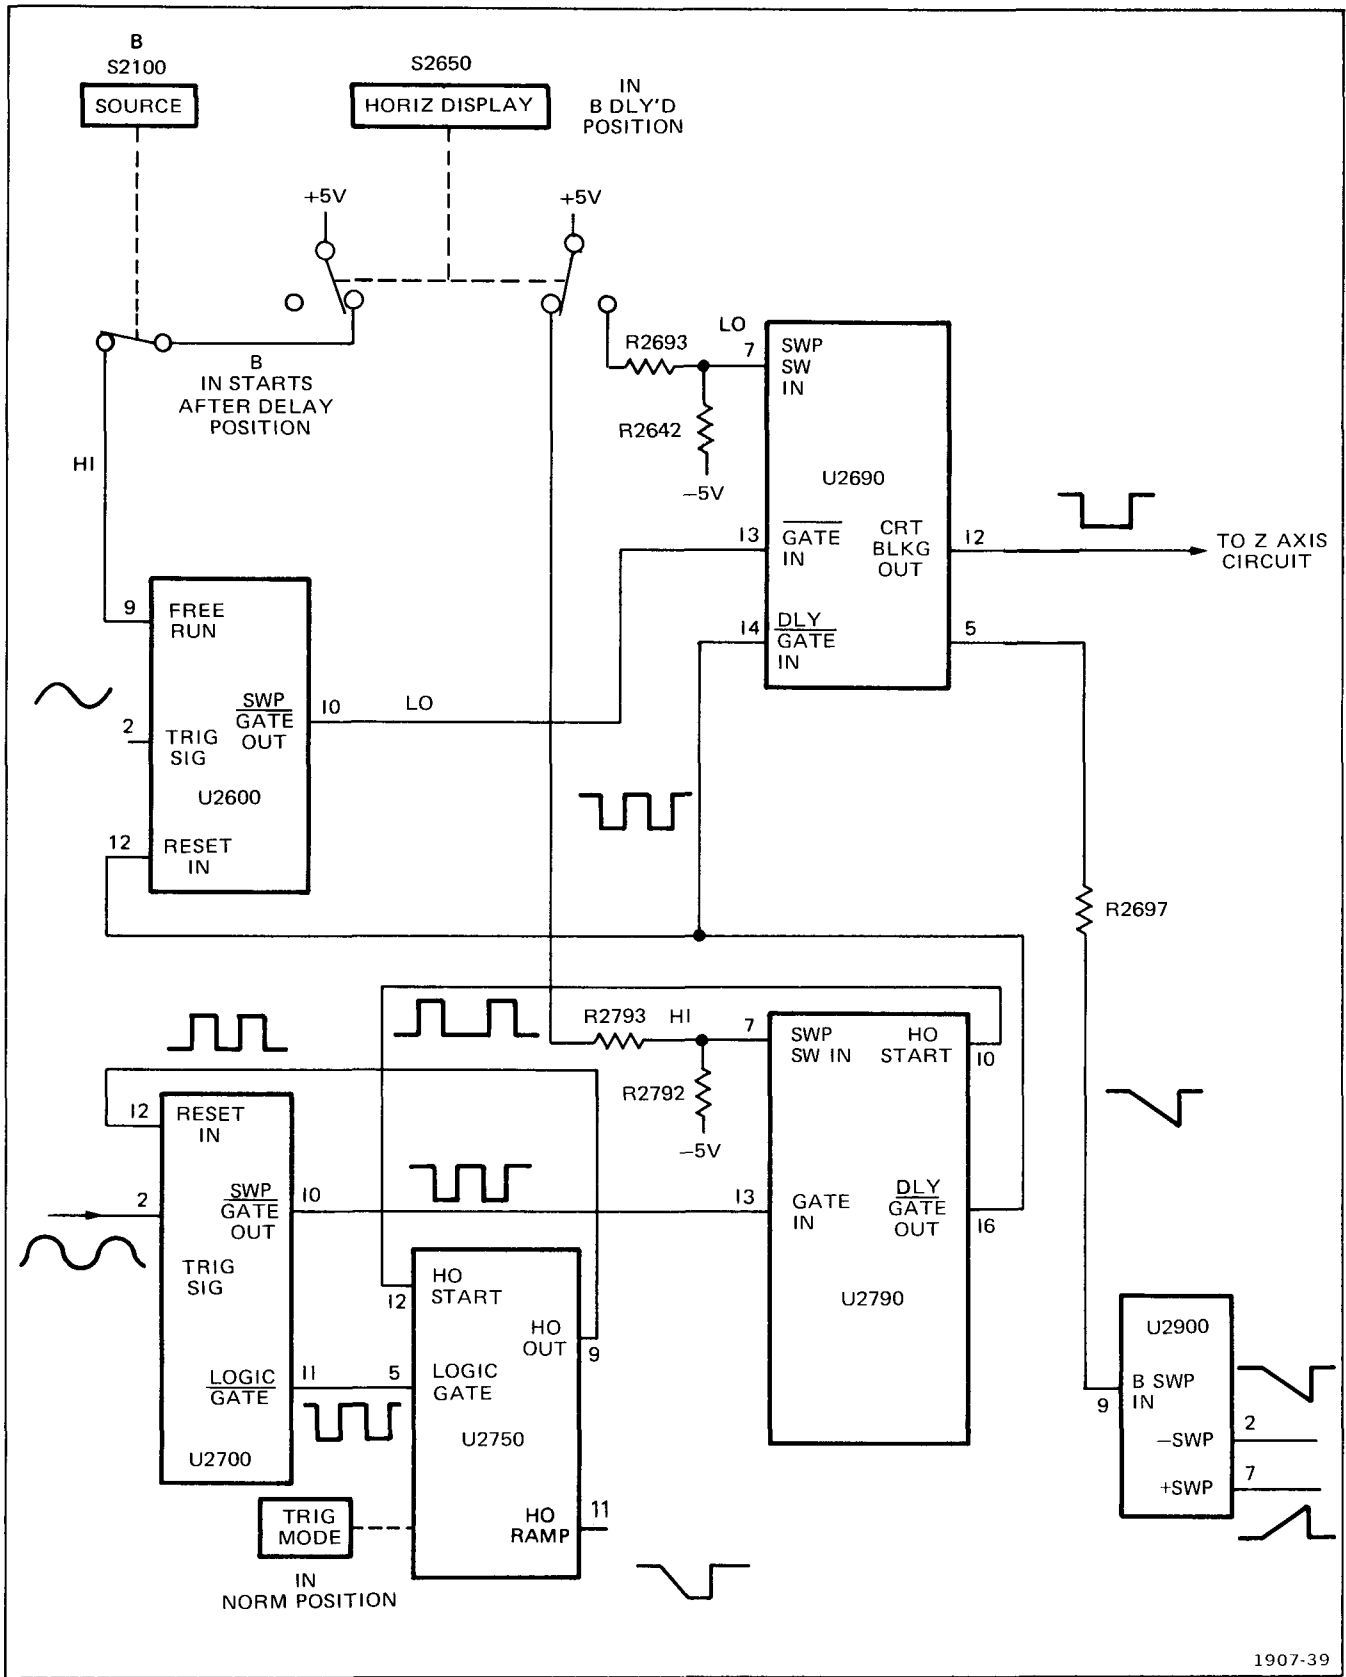 B
S2100
SOURCE
S2650
HORIZ DISPLAY
IN
B DLY'D
POSITION
+5V
+5V
B
IN STARTS
AFTER DELAY
POSITION
HI
R2693
LO
7
SWP
SW
IN
R2642
−5V
U2690
13
GATE
IN
CRT
BLKG
OUT
12
TO Z AXIS
CIRCUIT
14
DLY
GATE
IN
5
9
FREE
RUN
SWP
GATE
OUT
10
LO
2
TRIG
SIG
U2600
12
RESET
IN
R2697
R2793
HI
7
SWP
SW IN
HO
START
10
R2792
−5V
12
RESET
IN
2
SWP
GATE
OUT
10
13
GATE
IN
DLY
GATE
OUT
16
TRIG
SIG
HO
START
12
U2790
HO
OUT
9
LOGIC
GATE
11
5
LOGIC
GATE
U2700
U2750
U2900
B SWP
IN
9
−SWP
2
+SWP
7
TRIG
MODE
HO
RAMP
11
IN
NORM POSITION
1907-39